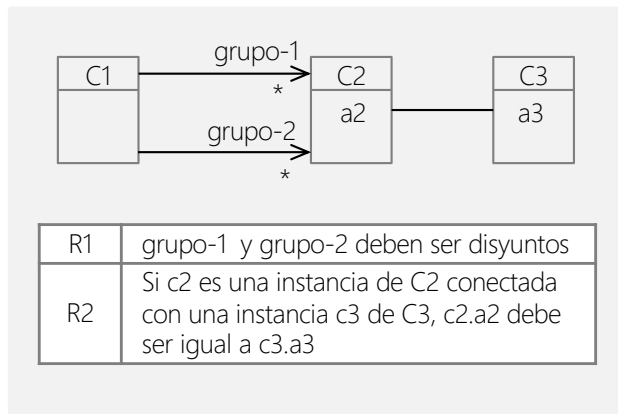 grupo-1
C1
C2
C3
*
a2
a3
grupo-2
*
R1
grupo-1 y grupo-2 deben ser disyuntos
R2
Si c2 es una instancia de C2 conectada
con una instancia c3 de C3, c2.a2 debe
ser igual a c3.a3